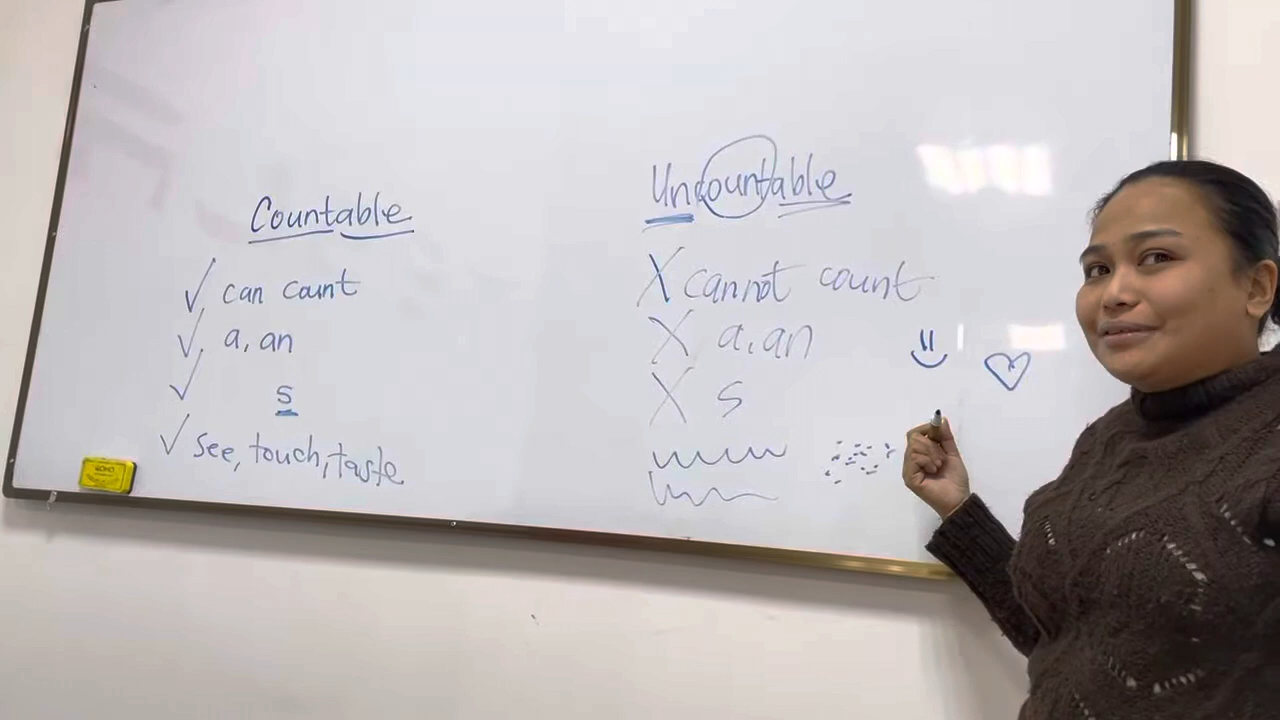 Countable
✓ can count
✓ a, an
✓ s
✓ see, touch, taste
Uncountable
X cannot count
X a, an
X s